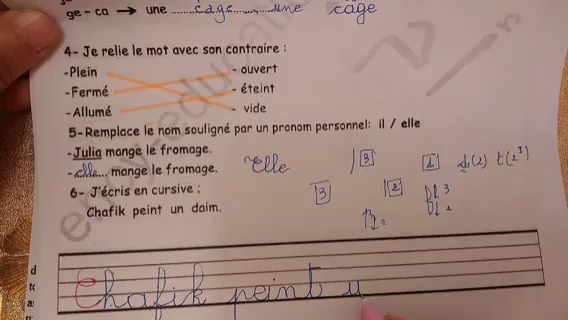 ge - ca → une ...cage... une cage
4- Je relie le mot avec son contraire :
-Plein - ouvert
-Fermé - éteint
-Allumé - vide
5-Remplace le nom souligné par un pronom personnel: il / elle
-Julia mange le fromage.
-elle... mange le fromage. Elle
6- J'écris en cursive :
Chafik peint un daim.
Chafik peint u